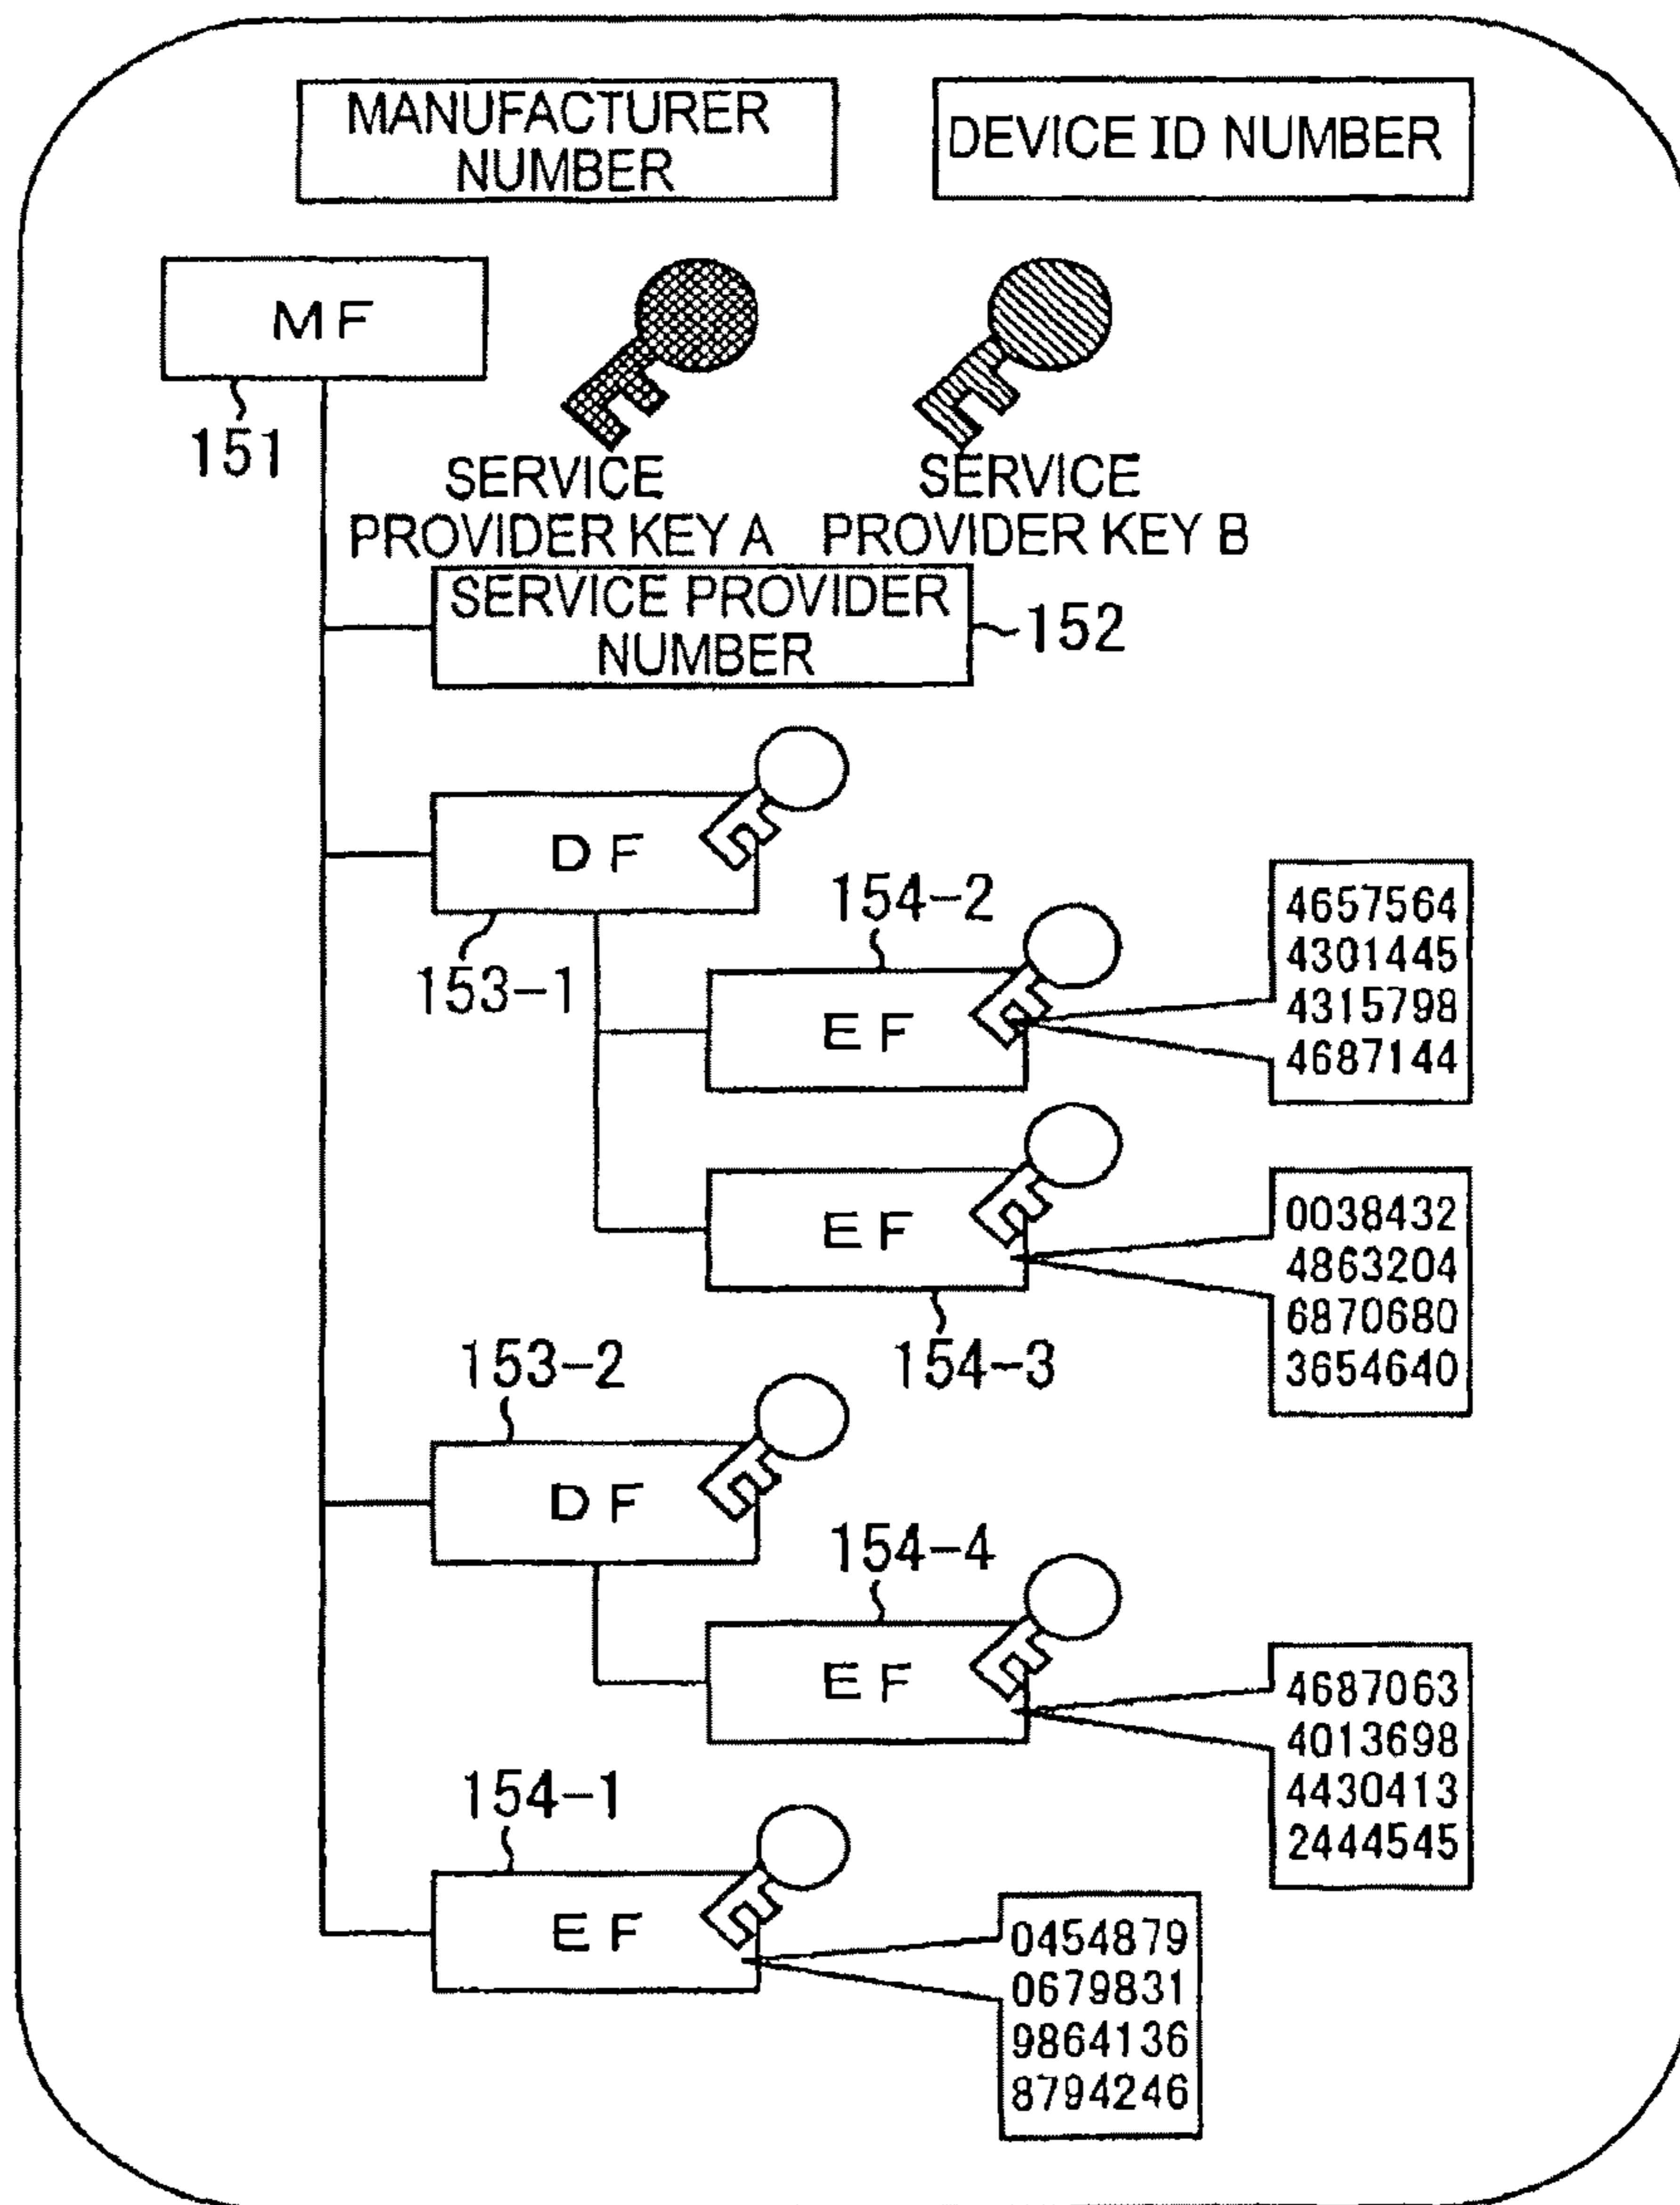 MANUFACTURER
NUMBER
DEVICE ID NUMBER
MF
151
SERVICE
PROVIDER KEY A
SERVICE
PROVIDER KEY B
SERVICE PROVIDER
NUMBER
152
DF
153-1
154-2
EF
4657564
4301445
4315798
4687144
EF
154-3
0038432
4863204
6870680
3654640
153-2
DF
154-4
EF
4687063
4013698
4430413
2444545
154-1
EF
0454879
0679831
9864136
8794246